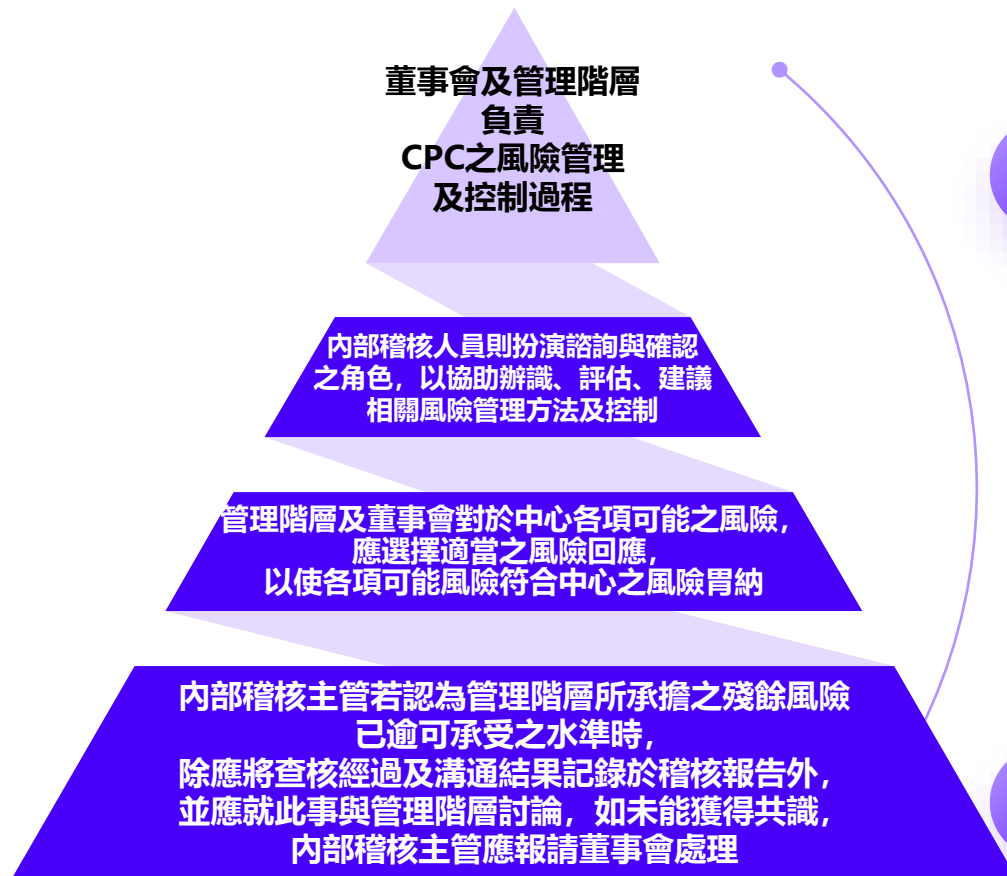 董事會及管理階層
負責
CPC之風險管理
及控制過程
內部稽核人員則扮演諮詢與確認
之角色，以協助辦識、評估、建議
相關風險管理方法及控制
管理階層及董事會對於中心各項可能之風險，
應選擇適當之風險回應，
以使各項可能風險符合中心之風險胃納
內部稽核主管若認為管理階層所承擔之殘餘風險
已逾可承受之水準時，
除應將查核經過及溝通結果記錄於稽核報告外，
並應就此事與管理階層討論，如未能獲得共識，
內部稽核主管應報請董事會處理